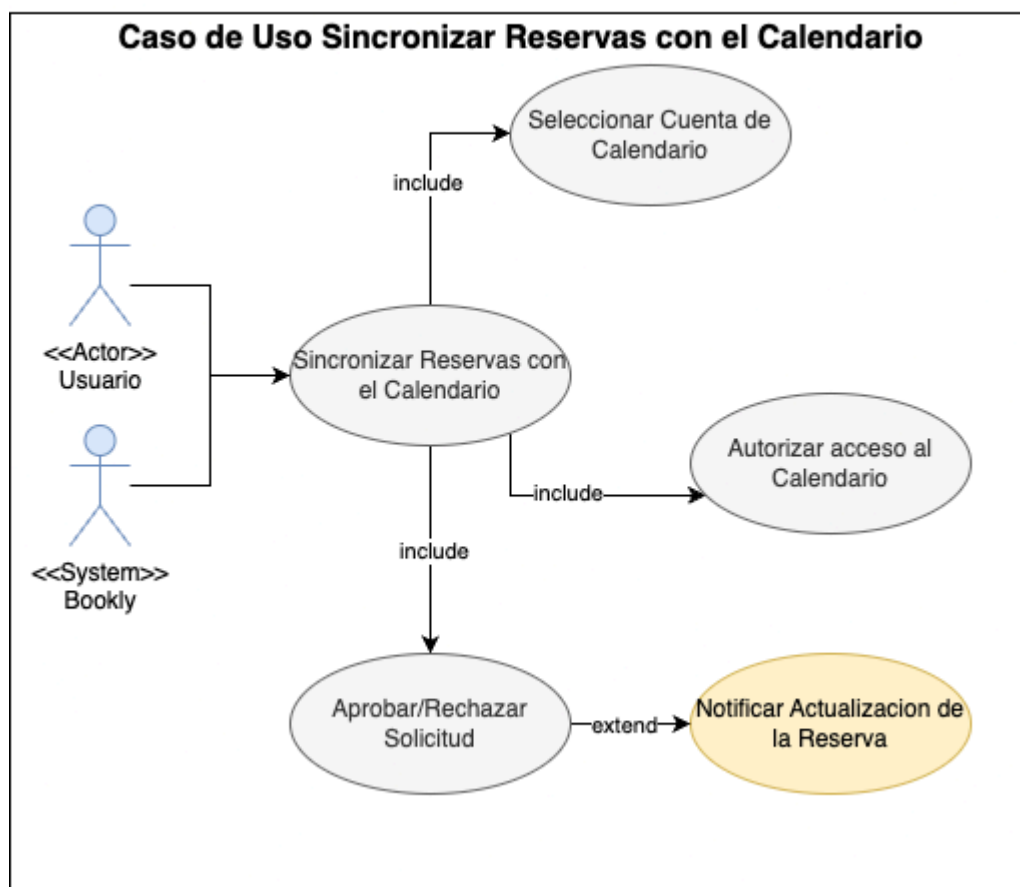 Caso de Uso Sincronizar Reservas con el Calendario
Seleccionar Cuenta de
Calendario
include
<<Actor>>
Usuario
Sincronizar Reservas con
el Calendario
Autorizar acceso al
Calendario
include
<<System>>
Bookly
include
Aprobar/Rechazar
Solicitud
extend
Notificar Actualizacion de
la Reserva